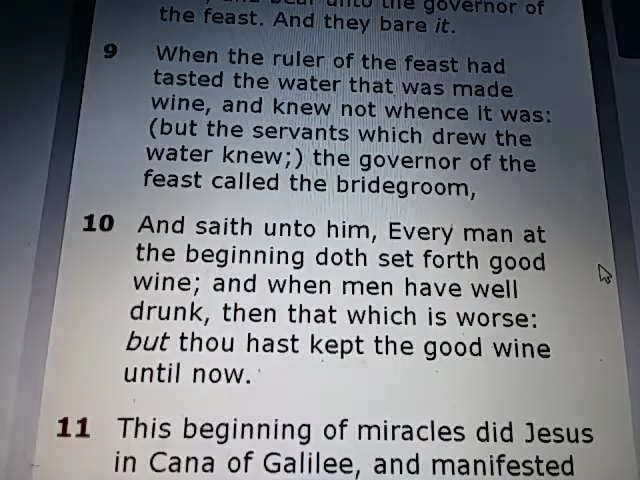 unto the governor of
the feast. And they bare it.
9 When the ruler of the feast had
tasted the water that was made
wine, and knew not whence it was:
(but the servants which drew the
water knew;) the governor of the
feast called the bridegroom,
10 And saith unto him, Every man at
the beginning doth set forth good
wine; and when men have well
drunk, then that which is worse:
but thou hast kept the good wine
until now.
11 This beginning of miracles did Jesus
in Cana of Galilee, and manifested